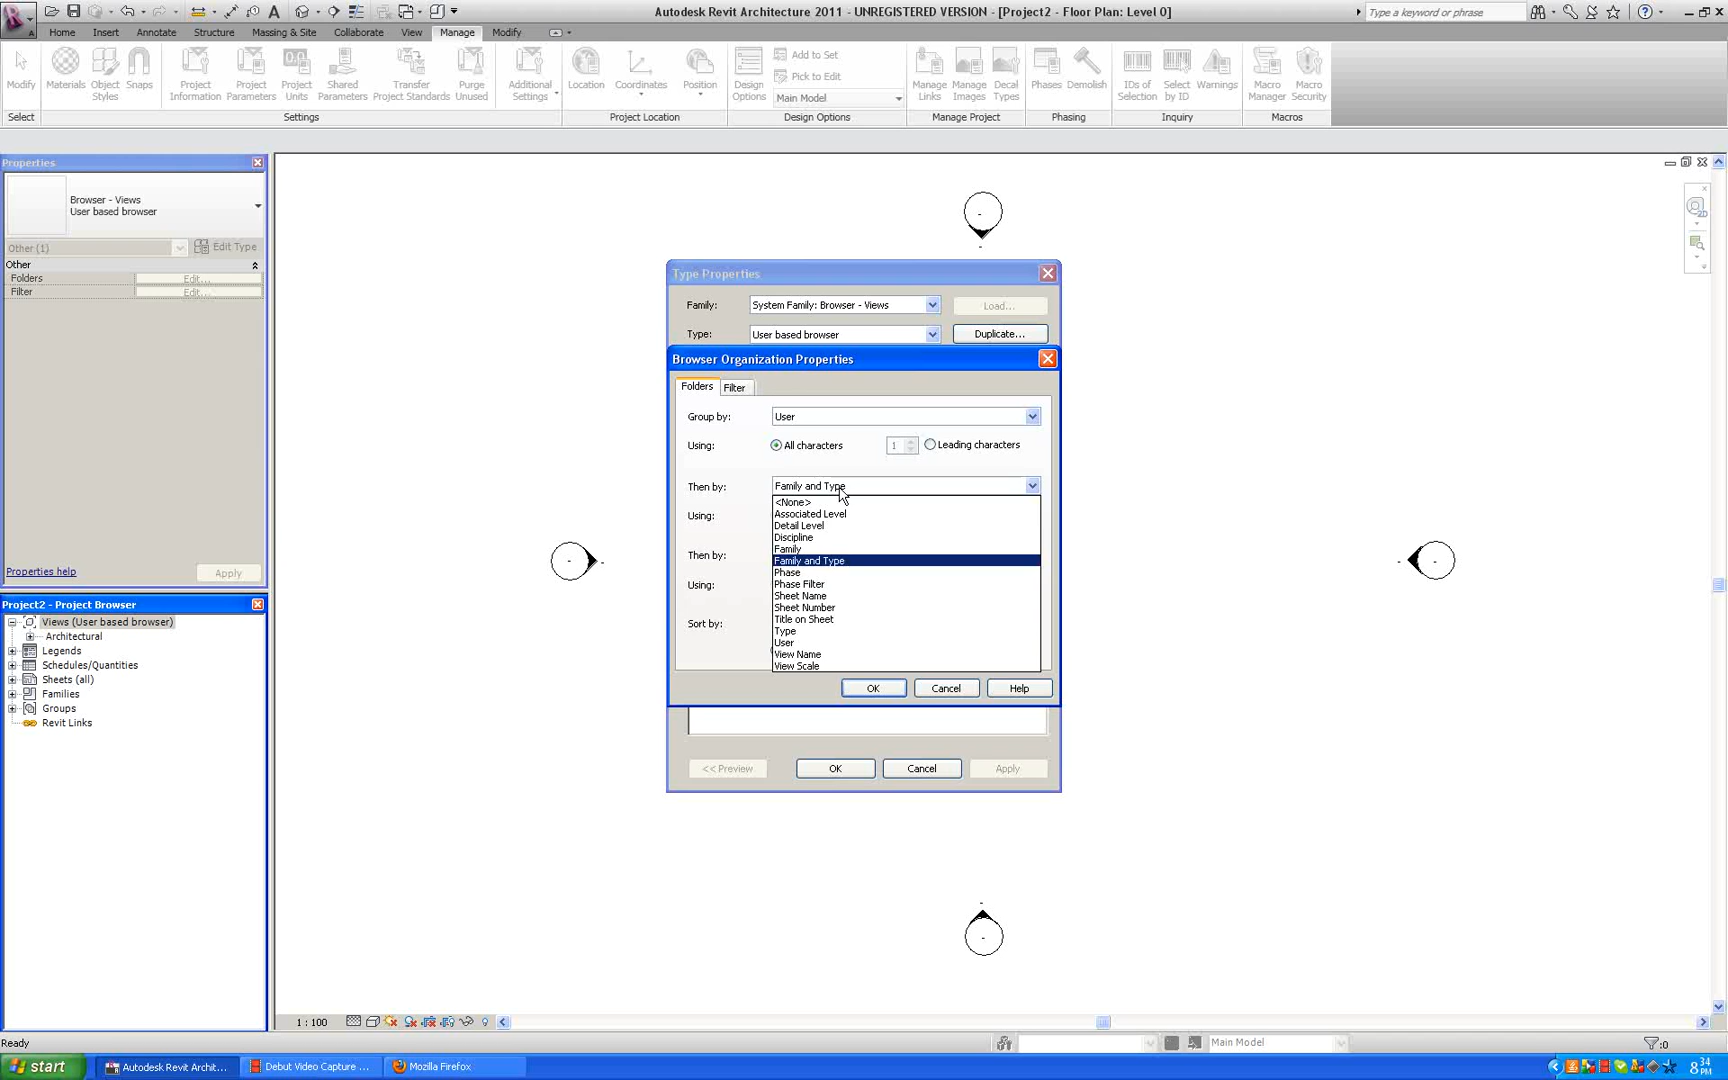 Autodesk Revit Architecture 2011 - UNREGISTERED VERSION - [Project2 - Floor Plan: Level 0]
Type a keyword or phrase
Home Insert Annotate Structure Massing & Site Collaborate View Manage Modify
Modify
Materials
Object Styles
Snaps
Project Information
Project Parameters
Project Units
Shared Parameters
Transfer Project Standards
Purge Unused
Additional Settings
Location
Coordinates
Position
Design Options
Add to Set
Pick to Edit
Main Model
Manage Links
Manage Images
Decal Types
Phases
Demolish
IDs of Selection
Select by ID
Warnings
Macro Manager
Macro Security
Select Settings Project Location Design Options Manage Project Phasing Inquiry Macros
Properties
Browser - Views
User based browser
Other (1) Edit Type
Other
Folders Edit...
Filter Edit...
Properties help Apply
Project2 - Project Browser
Views (User based browser)
Architectural
Legends
Schedules/Quantities
Sheets (all)
Families
Groups
Revit Links
2D
Type Properties
Family: System Family: Browser - Views Load...
Type: User based browser Duplicate...
Browser Organization Properties
Folders Filter
Group by: User
Using: All characters 1 Leading characters
Then by: Family and Type
Using:
Then by:
Using:
Sort by:
<None>
Associated Level
Detail Level
Discipline
Family
Family and Type
Phase
Phase Filter
Sheet Name
Sheet Number
Title on Sheet
Type
User
View Name
View Scale
OK Cancel Help
<< Preview OK Cancel Apply
1 : 100
Ready
Main Model
:0
start
Autodesk Revit Archit...
Debut Video Capture ...
Mozilla Firefox
8 34 PM